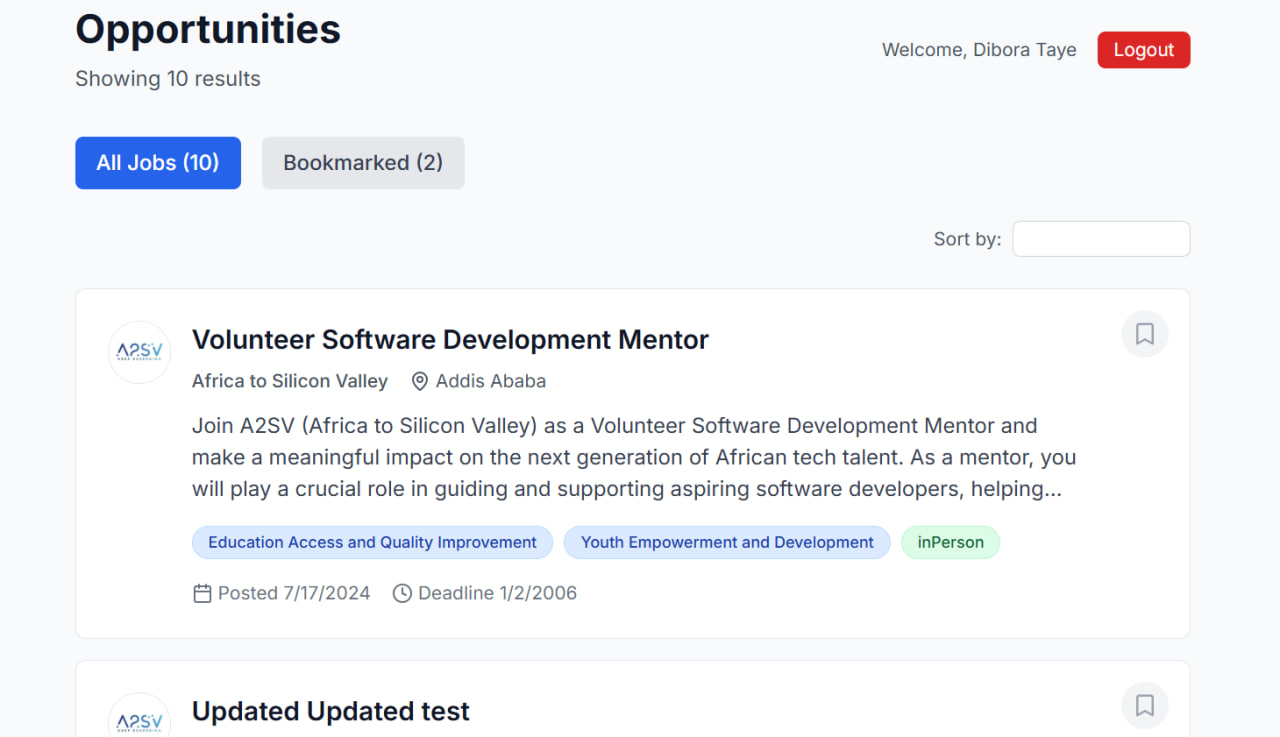 Opportunities
Showing 10 results
Welcome, Dibora Taye
Logout
All Jobs (10)
Bookmarked (2)
Sort by:
A2SV
Volunteer Software Development Mentor
Africa to Silicon Valley
Addis Ababa
Join A2SV (Africa to Silicon Valley) as a Volunteer Software Development Mentor and
make a meaningful impact on the next generation of African tech talent. As a mentor, you
will play a crucial role in guiding and supporting aspiring software developers, helping...
Education Access and Quality Improvement
Youth Empowerment and Development
inPerson
Posted 7/17/2024
Deadline 1/2/2006
A2SV
Updated Updated test